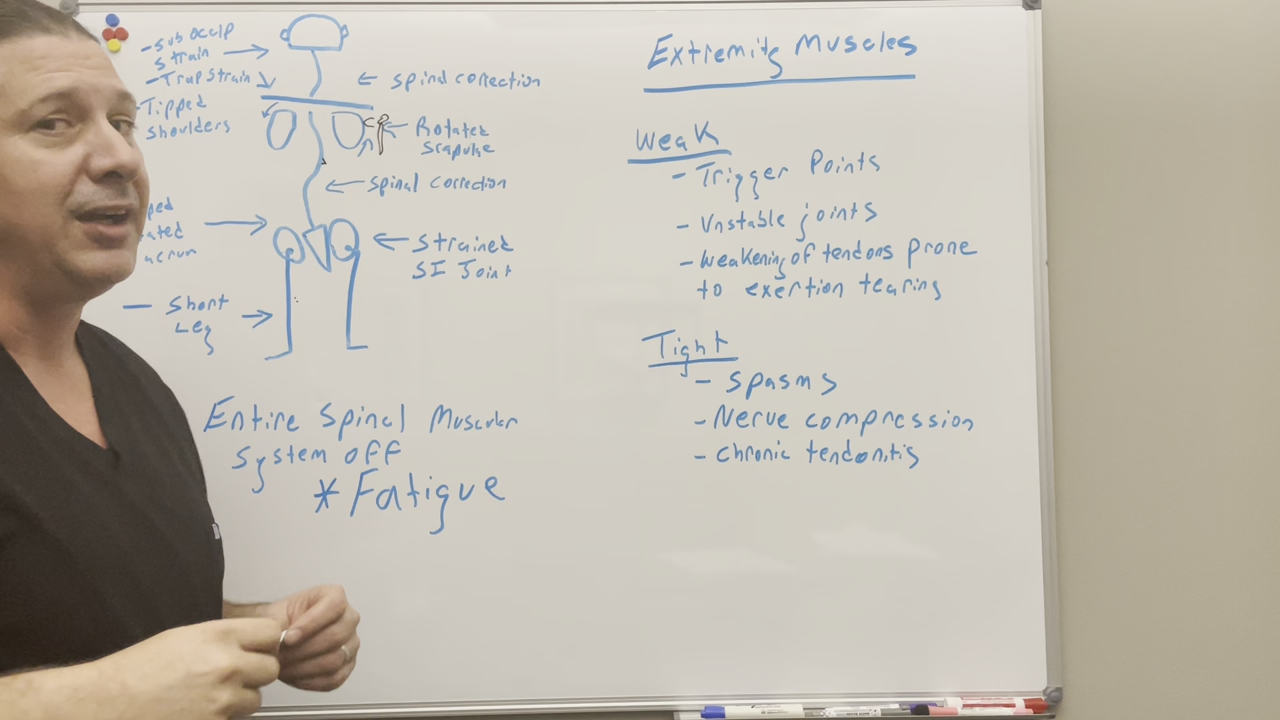 - Sub occip
strain
- Trap strain
- Tipped
shoulders
spinal correction
Rotated
scapulae
spinal correction
Strained
SI Joint
- Short
Leg
Entire Spinal Muscular
system off
* Fatigue
Extremity Muscles
Weak
- Trigger Points
- Unstable joints
- Weakening of tendons prone
to exertion tearing
Tight
- spasms
- Nerve compression
- chronic tendonitis